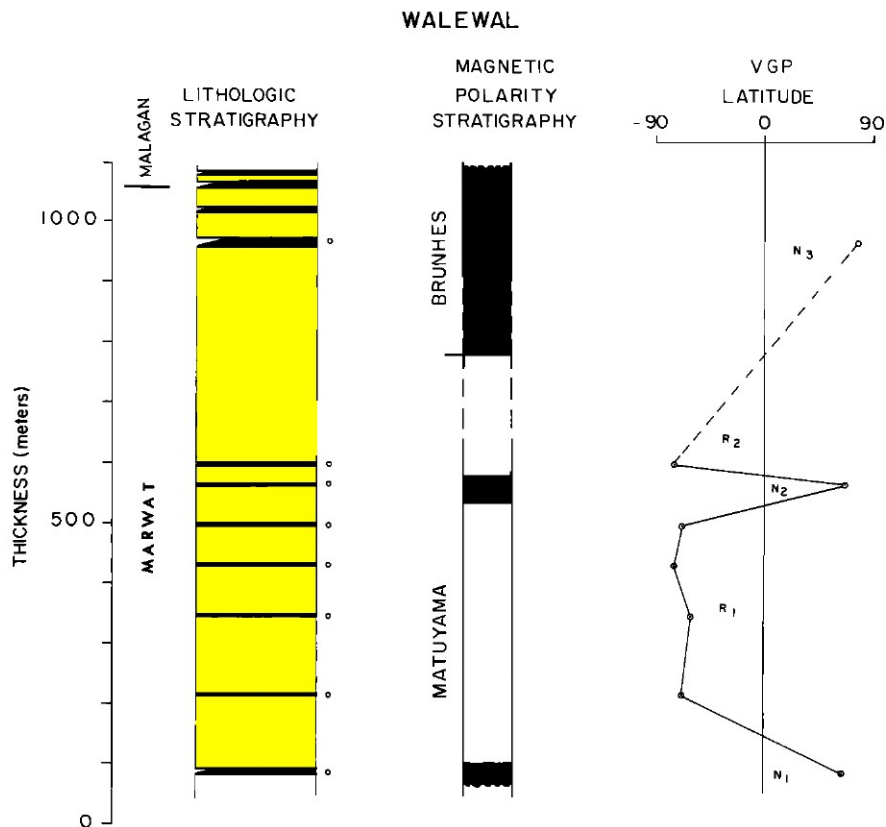 WALEWAL
LITHOLOGIC
STRATIGRAPHY
MAGNETIC
POLARITY
STRATIGRAPHY
VGP
LATITUDE
-90 0 90
MALAGAN
MARWAT
THICKNESS (meters)
1000
500
0
BRUNHES
MATUYAMA
N3
R2
N2
R1
N1